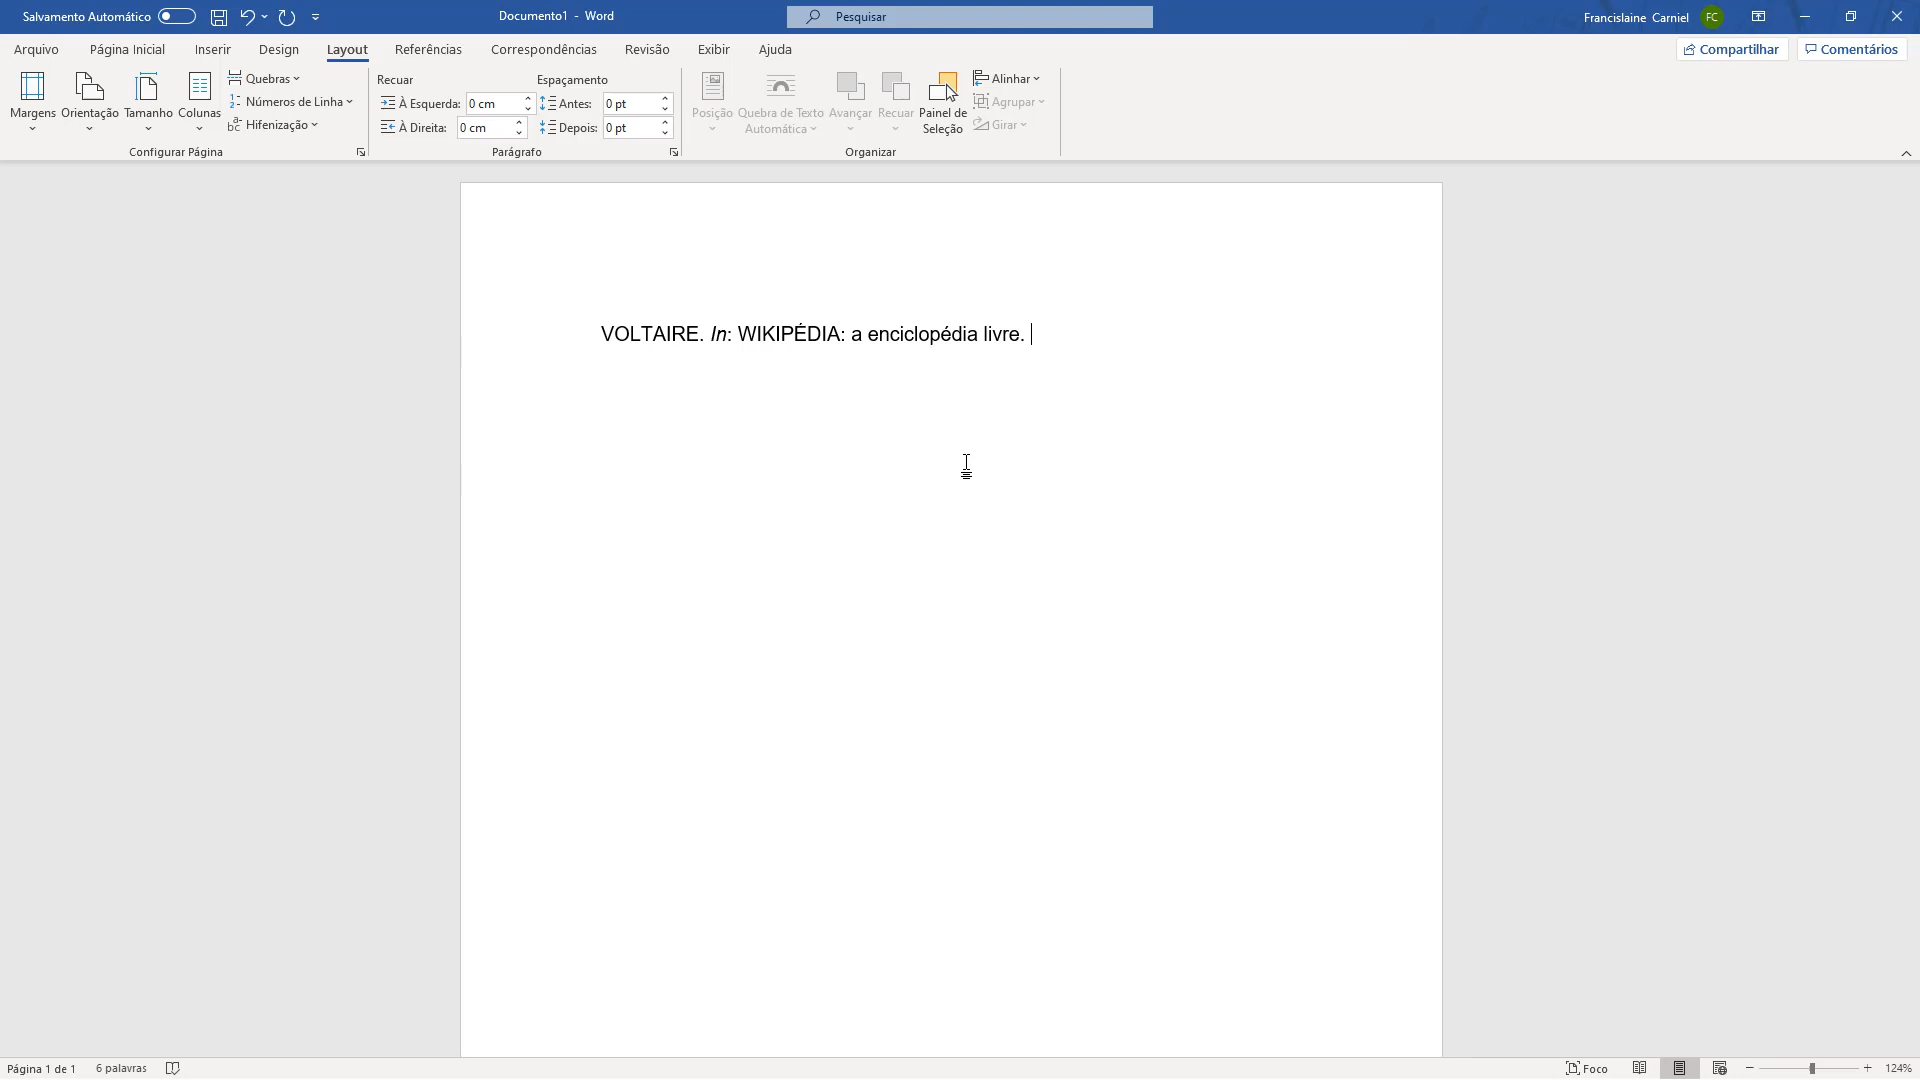 Salvamento Automático
Documento1 - Word
Pesquisar
Francislaine Carniel
FC
Arquivo
Página Inicial
Inserir
Design
Layout
Referências
Correspondências
Revisão
Exibir
Ajuda
Compartilhar
Comentários
Margens
Orientação
Tamanho
Colunas
Quebras
Números de Linha
Hifenização
Configurar Página
Recuar
À Esquerda: 0 cm
À Direita: 0 cm
Espaçamento
Antes: 0 pt
Depois: 0 pt
Parágrafo
Posição
Quebra de Texto
Automática
Avançar
Recuar
Painel de
Seleção
Alinhar
Agrupar
Girar
Organizar
VOLTAIRE. In: WIKIPÉDIA: a enciclopédia livre.
Página 1 de 1
6 palavras
Foco
124%